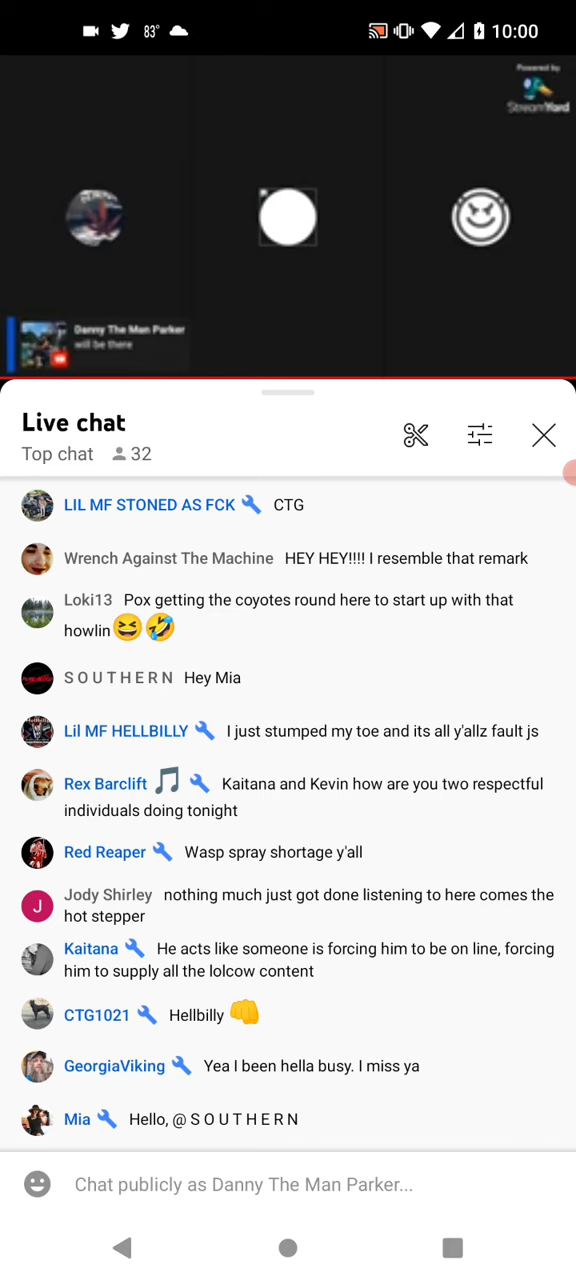 83° 10:00
Powered by
StreamYard
Danny The Man Parker
will be there
Live chat
Top chat 32
LIL MF STONED AS FCK CTG
Wrench Against The Machine HEY HEY!!!! I resemble that remark
Loki13 Pox getting the coyotes round here to start up with that
howlin😆🤣
S O U T H E R N Hey Mia
Lil MF HELLBILLY I just stumped my toe and its all y'allz fault js
Rex Barclift 🎵 Kaitana and Kevin how are you two respectful
individuals doing tonight
Red Reaper Wasp spray shortage y'all
J
Jody Shirley nothing much just got done listening to here comes the
hot stepper
Kaitana He acts like someone is forcing him to be on line, forcing
him to supply all the lolcow content
CTG1021 Hellbilly 👊
GeorgiaViking Yea I been hella busy. I miss ya
Mia Hello, @ S O U T H E R N
Chat publicly as Danny The Man Parker...